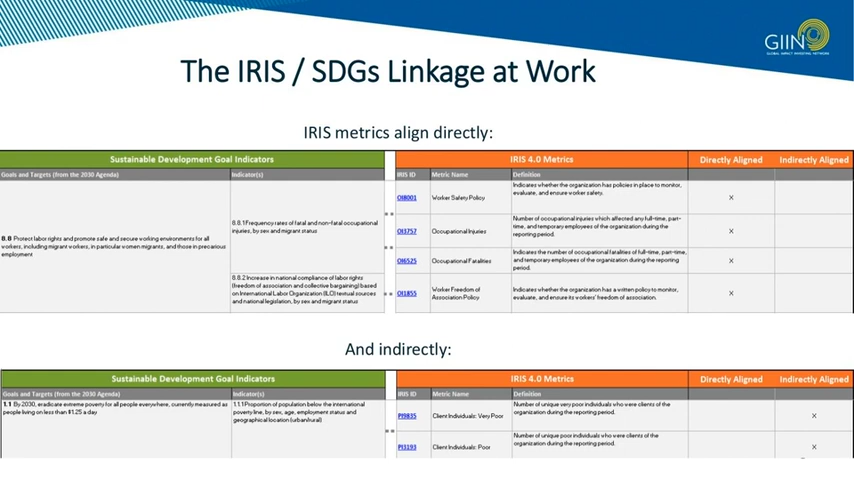 GIIN
GLOBAL IMPACT INVESTING NETWORK
The IRIS / SDGs Linkage at Work
IRIS metrics align directly:
Sustainable Development Goal Indicators
IRIS 4.0 Metrics
Directly Aligned
Indirectly Aligned
Goals and Targets (from the 2030 Agenda)
Indicator(s)
IRIS ID
Metric Name
Definition
8.8 Protect labor rights and promote safe and secure working environments for all
workers, including migrant workers, in particular women migrants, and those in precarious
employment
8.8.1 Frequency rates of fatal and non-fatal occupational
injuries, by sex and migrant status
8.8.2 Increase in national compliance of labor rights
(freedom of association and collective bargaining) based
on International Labor Organization (ILO) textual sources
and national legislation, by sex and migrant status
OI8001
Worker Safety Policy
Indicates whether the organization has policies in place to monitor,
evaluate, and ensure worker safety.
X
OI3757
Occupational Injuries
Number of occupational injuries which affected any full-time, part-
time, and temporary employees of the organization during the
reporting period.
X
OI6525
Occupational Fatalities
Indicates the number of occupational fatalities of full-time, part-time,
and temporary employees of the organization during the reporting
period.
X
OI1855
Worker Freedom of
Association Policy
Indicates whether the organization has a written policy to monitor,
evaluate, and ensure its workers' freedom of association.
X
And indirectly:
Sustainable Development Goal Indicators
IRIS 4.0 Metrics
Directly Aligned
Indirectly Aligned
Goals and Targets (from the 2030 Agenda)
Indicator(s)
IRIS ID
Metric Name
Definition
1.1 By 2030, eradicate extreme poverty for all people everywhere, currently measured as
people living on less than $1.25 a day
1.1.1 Proportion of population below the international
poverty line, by sex, age, employment status and
geographical location (urban/rural)
PI9835
Client Individuals: Very Poor
Number of unique very poor individuals who were clients of the
organization during the reporting period.
X
PI3193
Client Individuals: Poor
Number of unique poor individuals who were clients of the
organization during the reporting period.
X